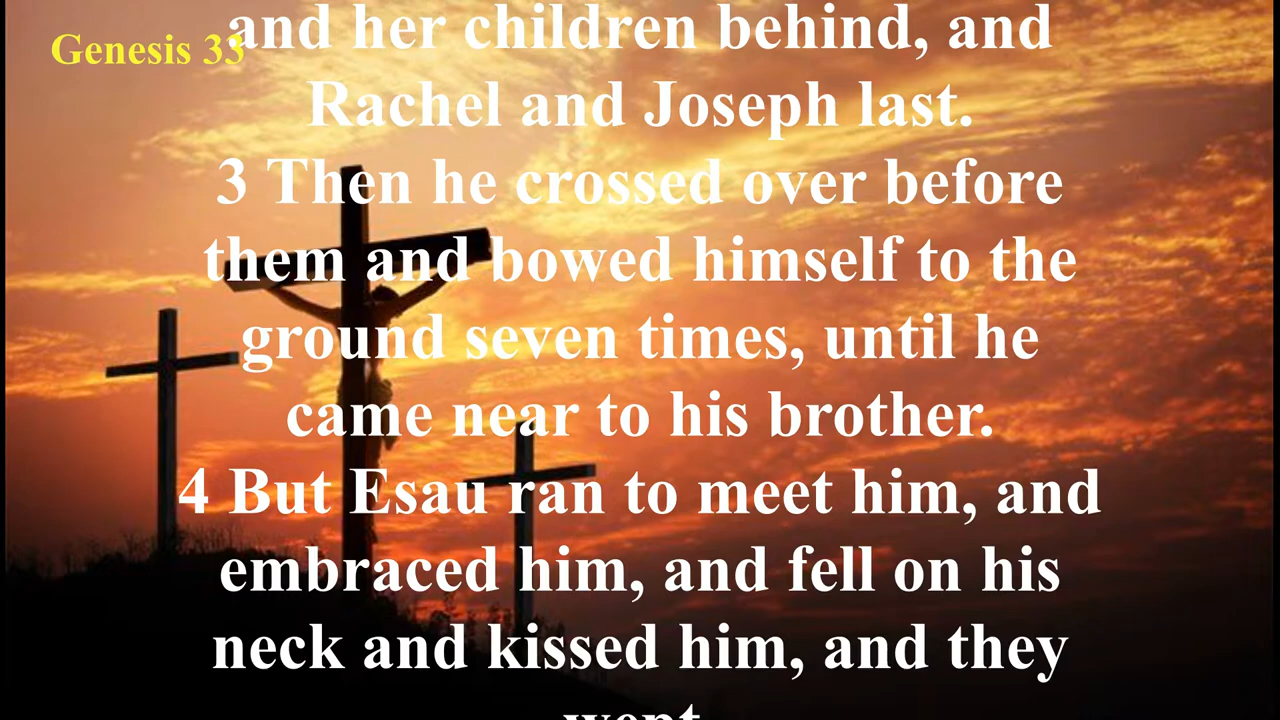 Genesis 33
and her children behind, and
Rachel and Joseph last.
3 Then he crossed over before
them and bowed himself to the
ground seven times, until he
came near to his brother.
4 But Esau ran to meet him, and
embraced him, and fell on his
neck and kissed him, and they
wept.